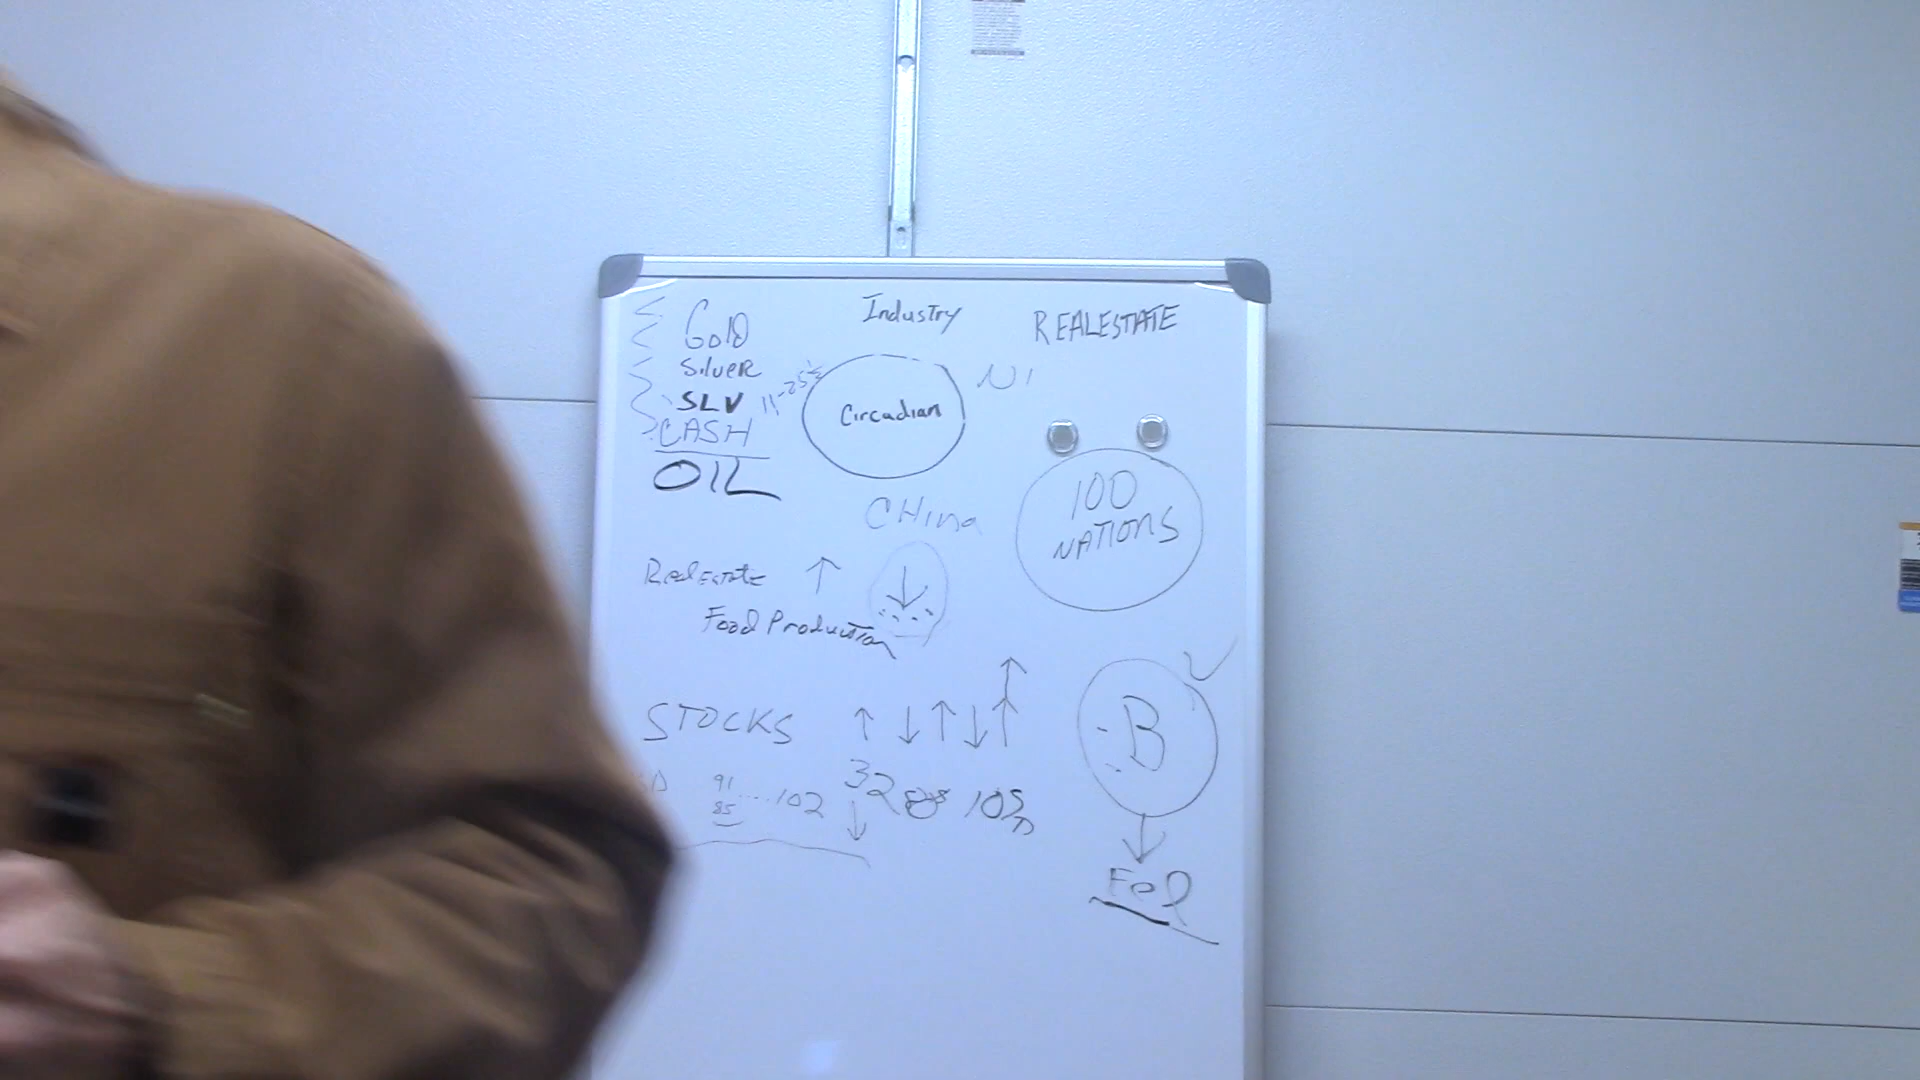 Gold
Silver
SLV
CASH
OIL
Industry
Circadian
REALESTATE
CHina
100
NATIONS
RealEstate ↑
Food Production
STOCKS ↑ ↓ ↑ ↓ ↑
91
85
102
32
105
B